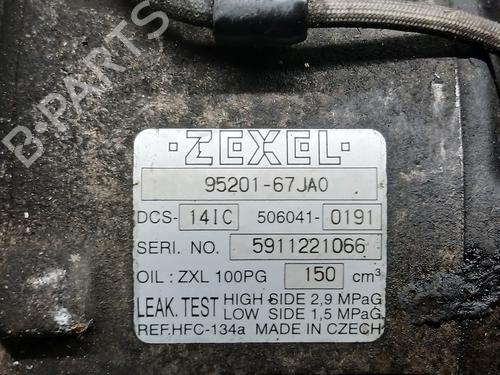 B-PARTS
·ZEXEL·
95201-67JA0
DCS- 14IC 506041- 0191
SERI. NO. 5911221066
OIL : ZXL 100PG 150 cm³
LEAK. TEST HIGH SIDE 2,9 MPaG
LOW SIDE 1,5 MPaG
REF.HFC-134a MADE IN CZECH